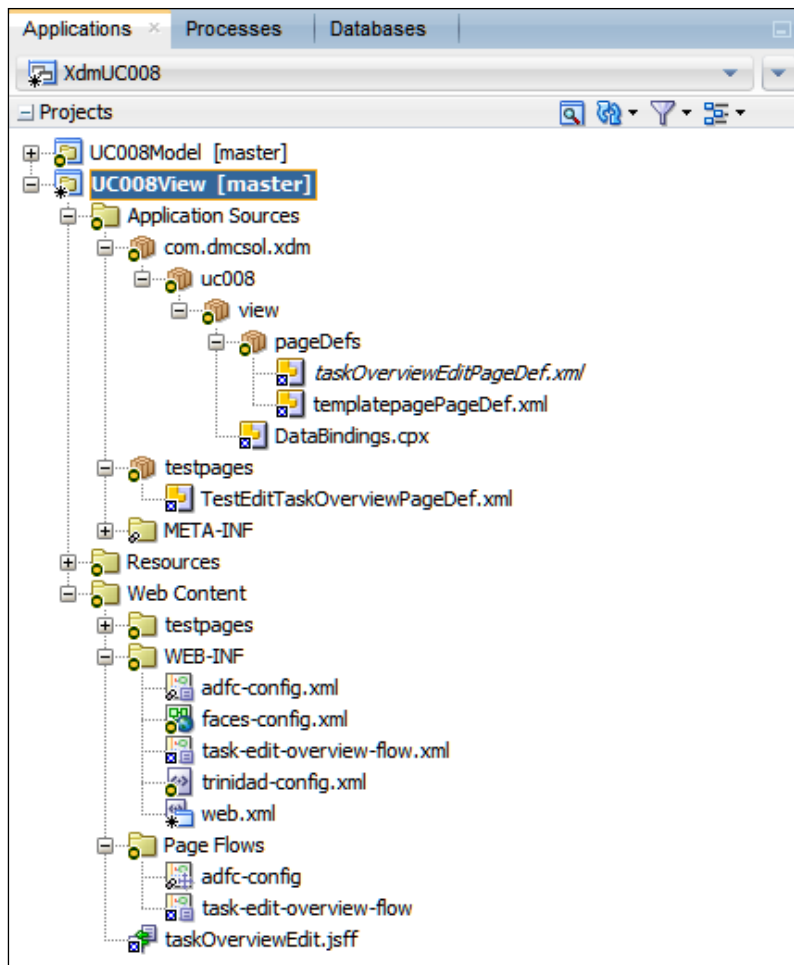 Applications Processes Databases
XdmUC008
Projects
UC008Model [master]
UC008View [master]
Application Sources
com.dmcsol.xdm
uc008
view
pageDefs
taskOverviewEditPageDef.xml
templatepagePageDef.xml
DataBindings.cpx
testpages
TestEditTaskOverviewPageDef.xml
META-INF
Resources
Web Content
testpages
WEB-INF
adfc-config.xml
faces-config.xml
task-edit-overview-flow.xml
trinidad-config.xml
web.xml
Page Flows
adfc-config
task-edit-overview-flow
taskOverviewEdit.jsff